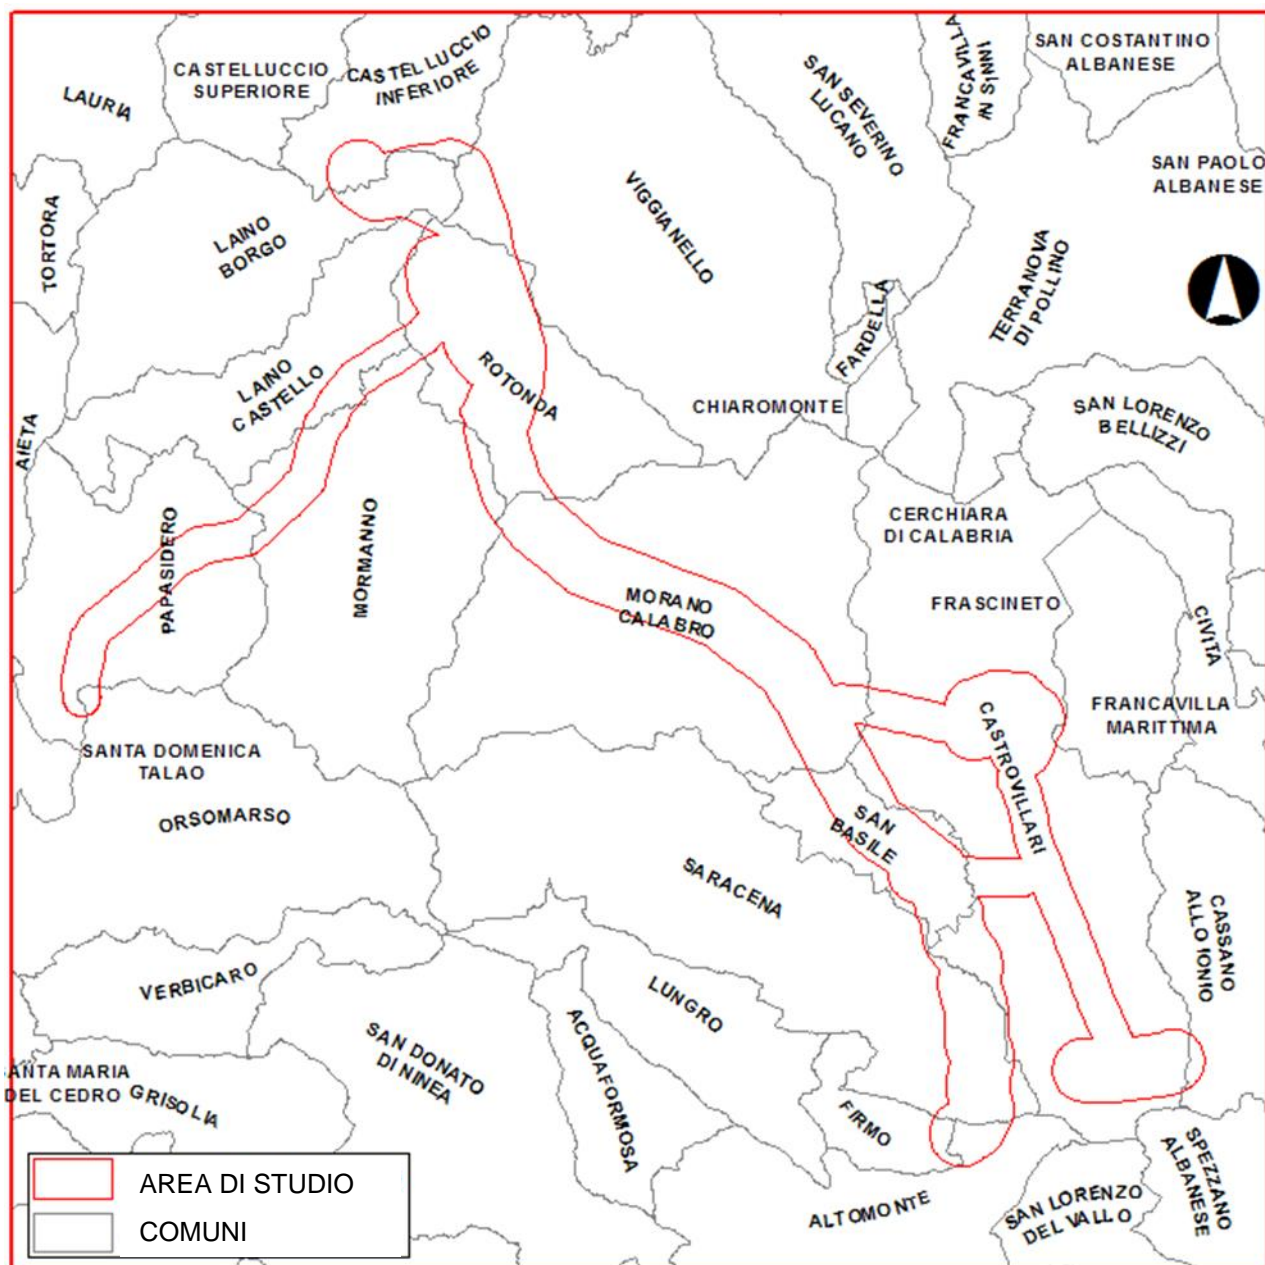 LAURIA
CASTELLUCCIO
SUPERIORE
CASTELLUCCIO
INFERIORE
SAN SEVERINO
LUCANO
FRANCAVILLA
IN SINNI
SAN COSTANTINO
ALBANESE
SAN PAOLO
ALBANESE
TORTORA
LAINO
BORGO
VIGGIANELLO
TERRANOVA
DI POLLINO
FARDELLA
LAINO
CASTELLO
ROTONDA
CHIAROMONTE
SAN LORENZO
BELLIZZI
AIETA
PAPASIDERO
MORMANNO
CERCHIARA
DI CALABRIA
FRASCINETO
CIVITA
MORANO
CALABRO
FRANCAVILLA
MARITTIMA
CASTROVILLARI
SANTA DOMENICA
TALAO
ORSOMARSO
SAN
BASILE
SARACENA
CASSANO
ALLO IONIO
VERBICARO
LUNGRO
SAN DONATO
DI NINEA
ACQUAFORMOSA
ANTA MARIA
DEL CEDRO
GRISOLIA
FIRMO
SPEZZANO
ALBANESE
ALTOMONTE
SAN LORENZO
DEL VALLO
AREA DI STUDIO
COMUNI